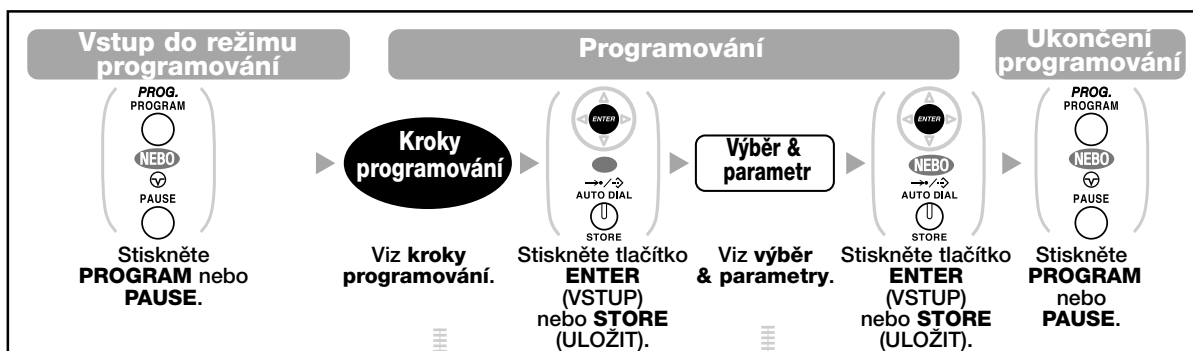 Vstup do režimu
programování
Programování
Ukončení
programování
PROG.
PROGRAM
NEBO
PAUSE
Stiskněte
PROGRAM nebo
PAUSE.
Kroky
programování
Viz kroky
programování.
ENTER
AUTO DIAL
STORE
Stiskněte tlačítko
ENTER
(VSTUP)
nebo STORE
(ULOŽIT).
Výběr &
parametr
Viz výběr
& parametry.
ENTER
NEBO
AUTO DIAL
STORE
Stiskněte tlačítko
ENTER
(VSTUP)
nebo STORE
(ULOŽIT).
PROG.
PROGRAM
NEBO
PAUSE
Stiskněte
PROGRAM
nebo
PAUSE.